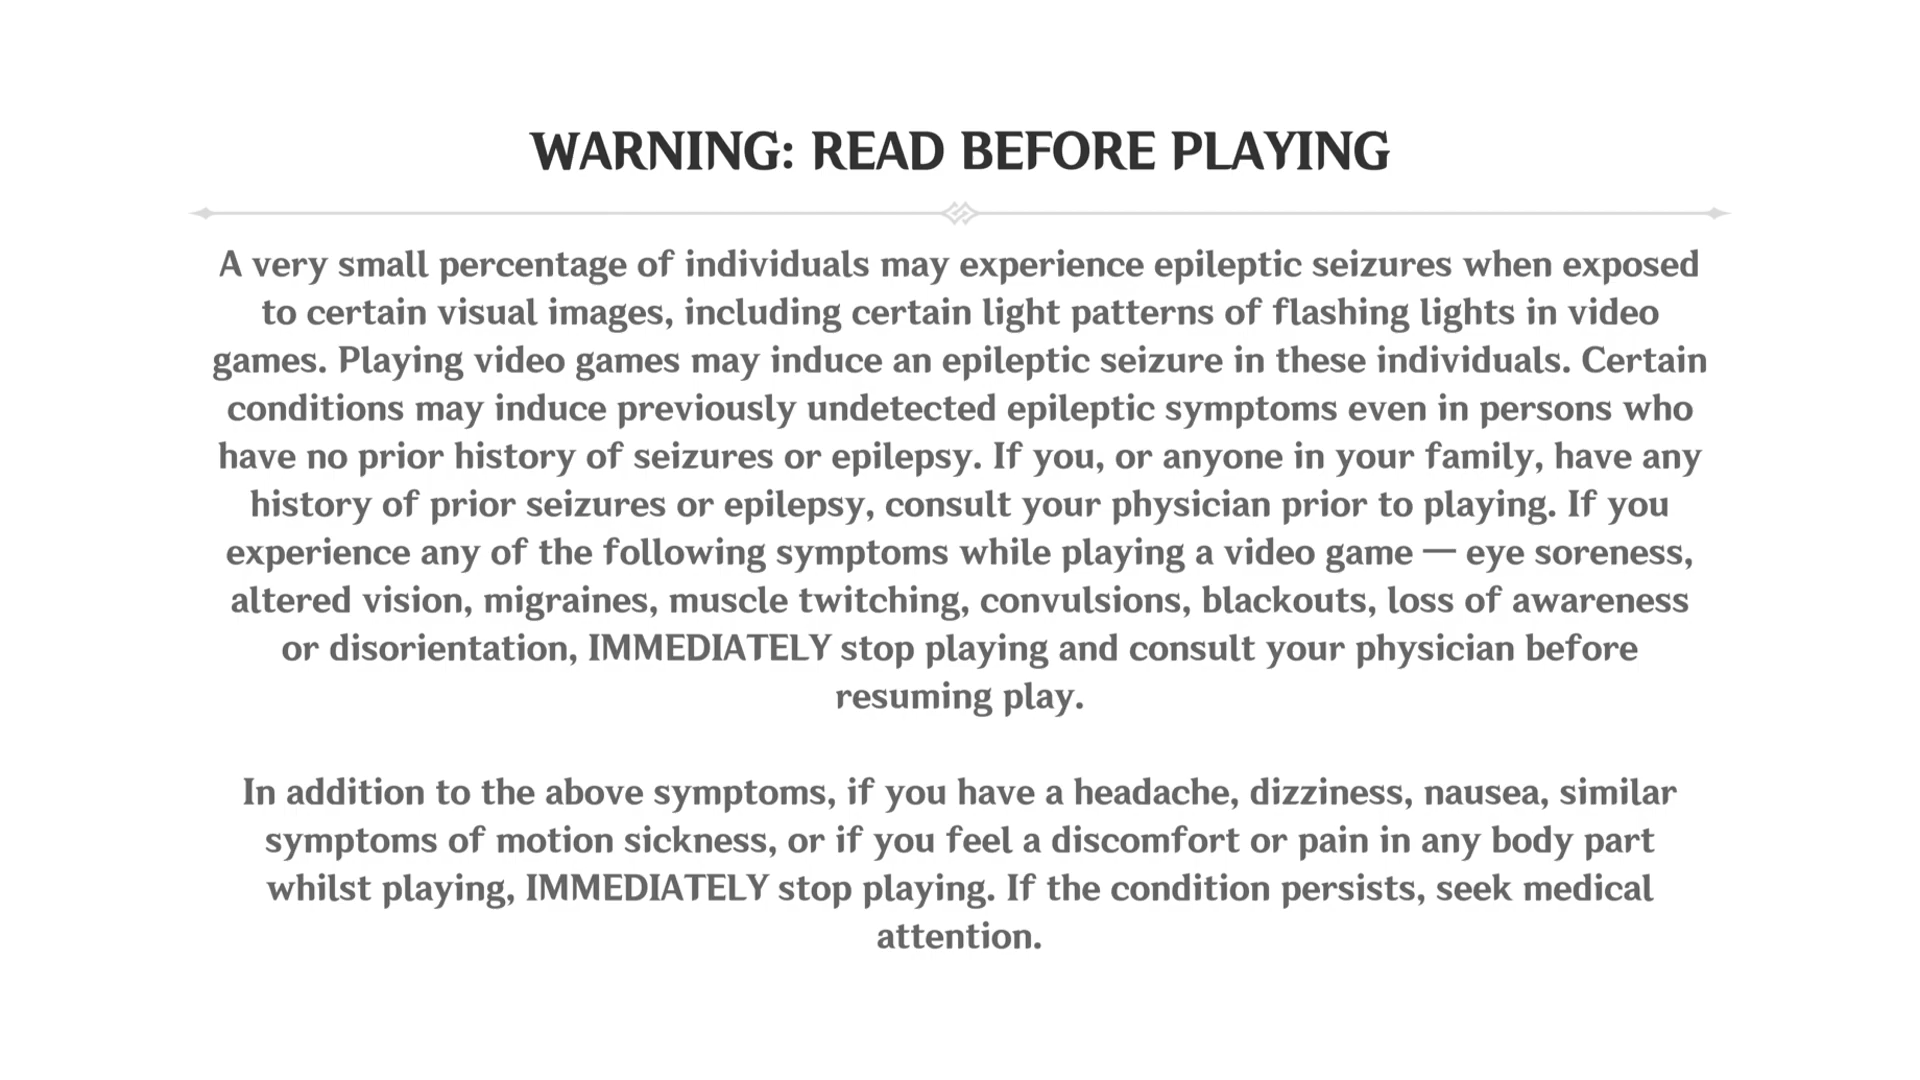 WARNING: READ BEFORE PLAYING
A very small percentage of individuals may experience epileptic seizures when exposed
to certain visual images, including certain light patterns of flashing lights in video
games. Playing video games may induce an epileptic seizure in these individuals. Certain
conditions may induce previously undetected epileptic symptoms even in persons who
have no prior history of seizures or epilepsy. If you, or anyone in your family, have any
history of prior seizures or epilepsy, consult your physician prior to playing. If you
experience any of the following symptoms while playing a video game — eye soreness,
altered vision, migraines, muscle twitching, convulsions, blackouts, loss of awareness
or disorientation, IMMEDIATELY stop playing and consult your physician before
resuming play.
In addition to the above symptoms, if you have a headache, dizziness, nausea, similar
symptoms of motion sickness, or if you feel a discomfort or pain in any body part
whilst playing, IMMEDIATELY stop playing. If the condition persists, seek medical
attention.